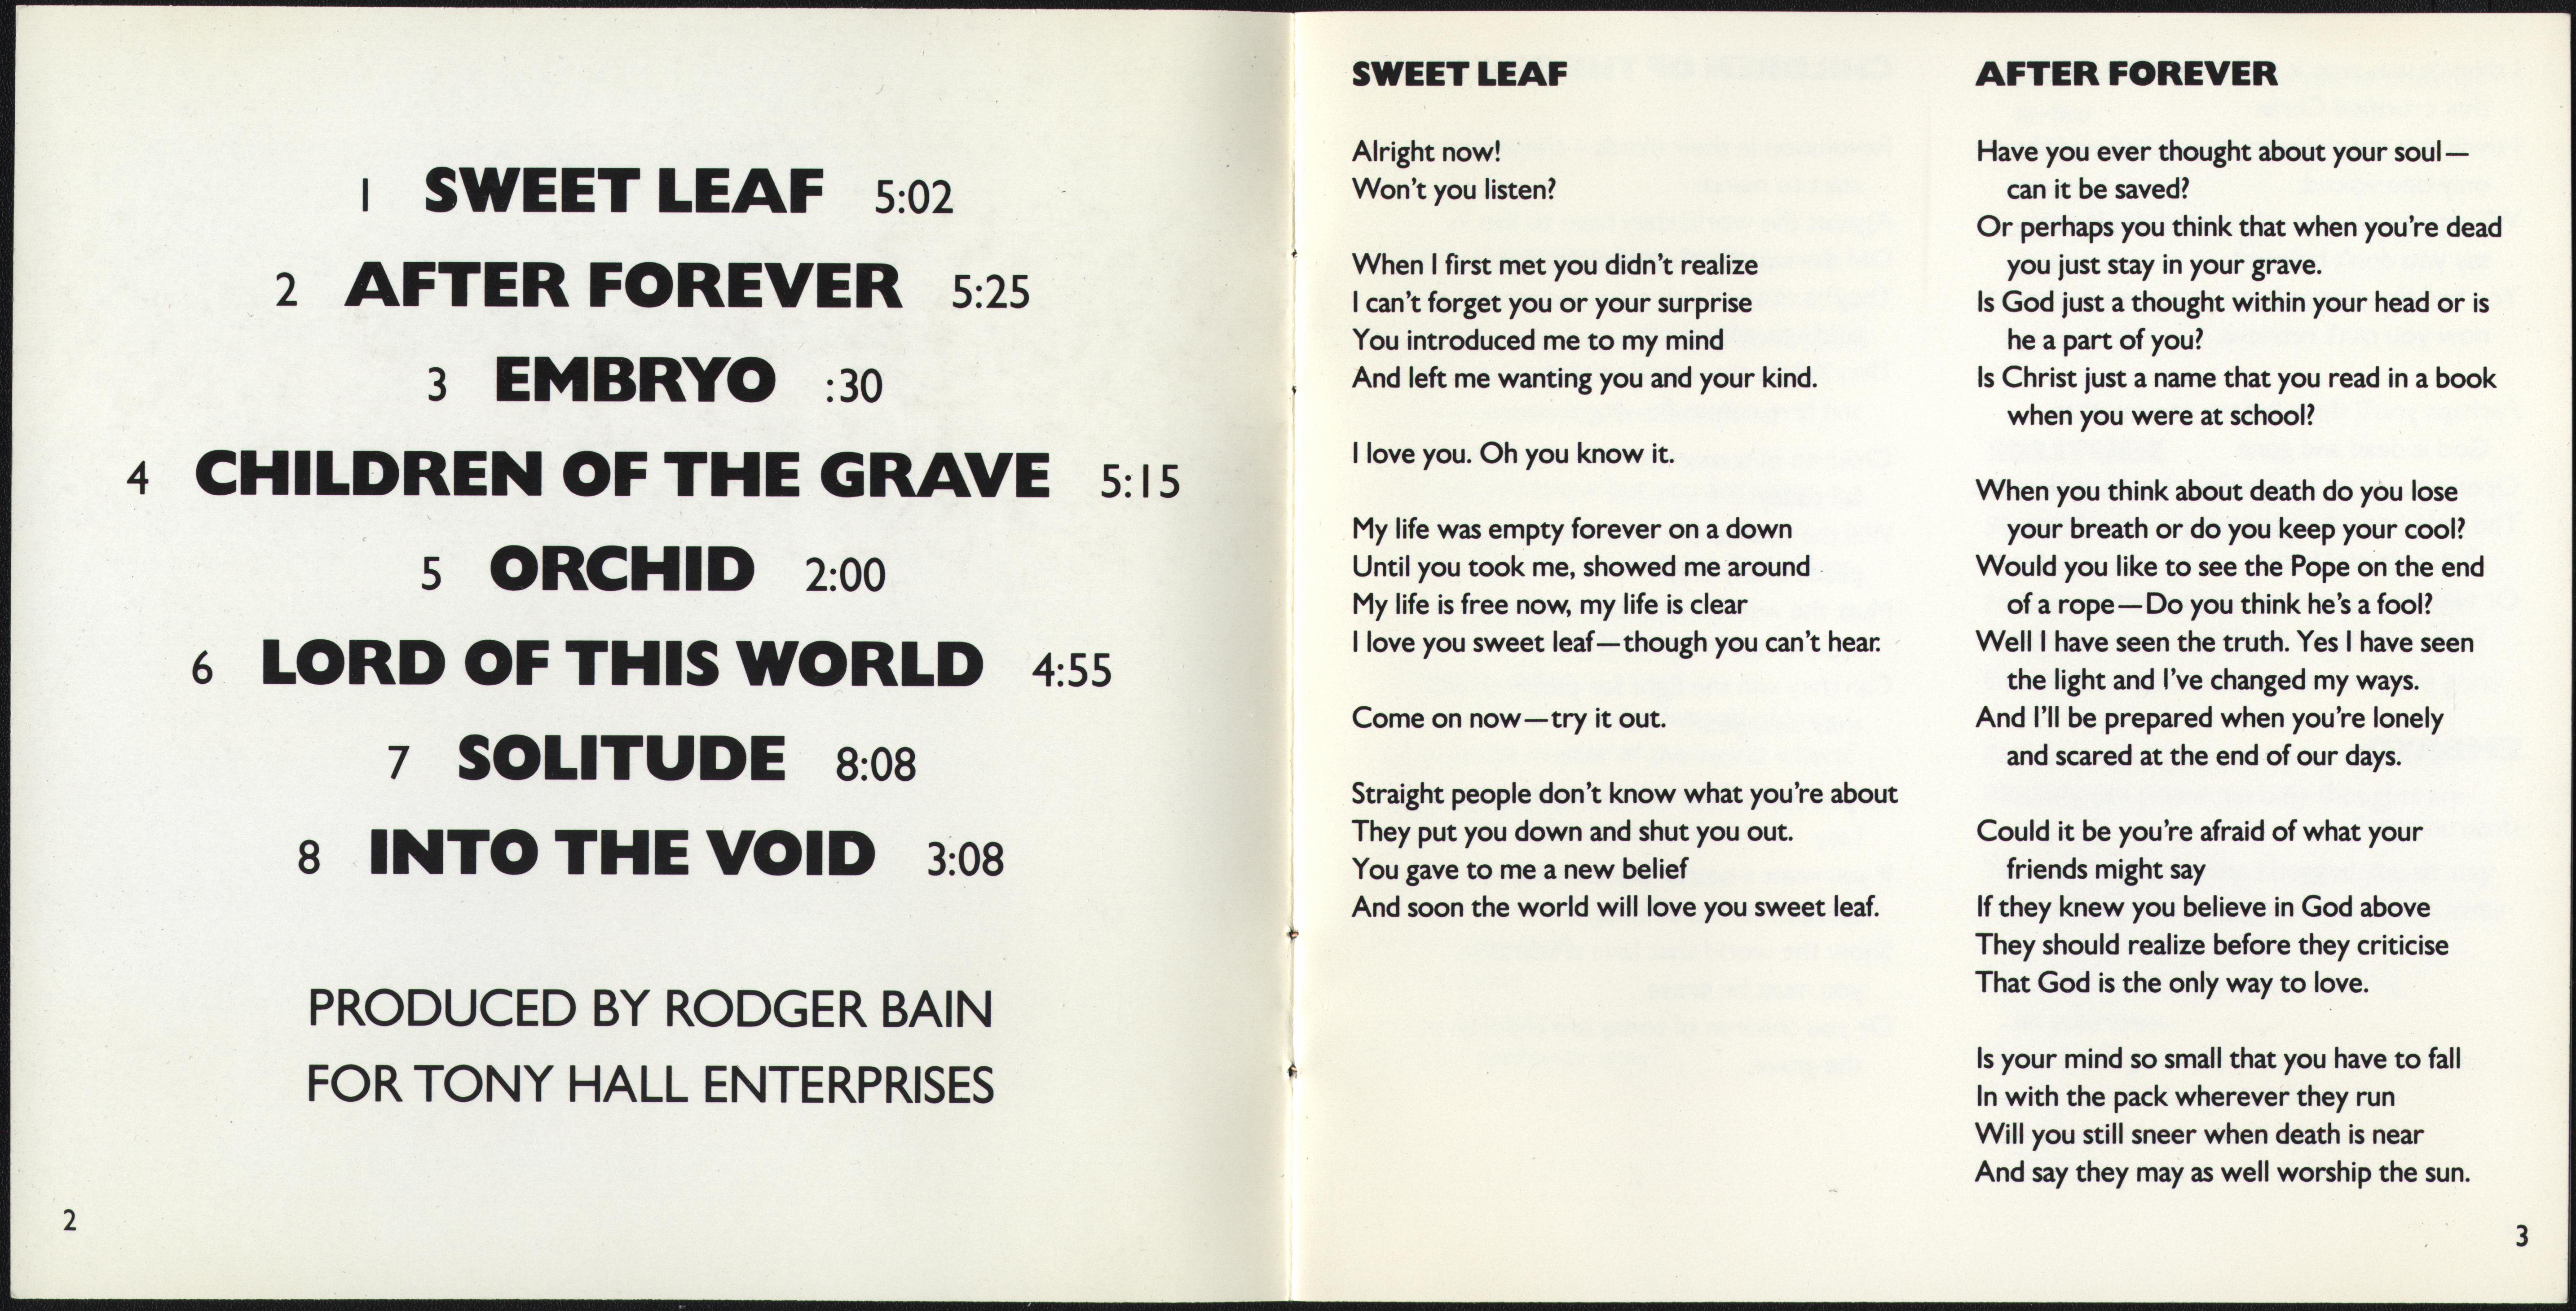 1 SWEET LEAF 5:02
2 AFTER FOREVER 5:25
3 EMBRYO :30
4 CHILDREN OF THE GRAVE 5:15
5 ORCHID 2:00
6 LORD OF THIS WORLD 4:55
7 SOLITUDE 8:08
8 INTO THE VOID 3:08
PRODUCED BY RODGER BAIN
FOR TONY HALL ENTERPRISES
2
SWEET LEAF
Alright now!
Won't you listen?
When I first met you didn't realize
I can't forget you or your surprise
You introduced me to my mind
And left me wanting you and your kind.
I love you. Oh you know it.
My life was empty forever on a down
Until you took me, showed me around
My life is free now, my life is clear
I love you sweet leaf—though you can't hear.
Come on now—try it out.
Straight people don't know what you're about
They put you down and shut you out.
You gave to me a new belief
And soon the world will love you sweet leaf.
AFTER FOREVER
Have you ever thought about your soul—
can it be saved?
Or perhaps you think that when you're dead
you just stay in your grave.
Is God just a thought within your head or is
he a part of you?
Is Christ just a name that you read in a book
when you were at school?
When you think about death do you lose
your breath or do you keep your cool?
Would you like to see the Pope on the end
of a rope—Do you think he's a fool?
Well I have seen the truth. Yes I have seen
the light and I've changed my ways.
And I'll be prepared when you're lonely
and scared at the end of our days.
Could it be you're afraid of what your
friends might say
If they knew you believe in God above
They should realize before they criticise
That God is the only way to love.
Is your mind so small that you have to fall
In with the pack wherever they run
Will you still sneer when death is near
And say they may as well worship the sun.
3